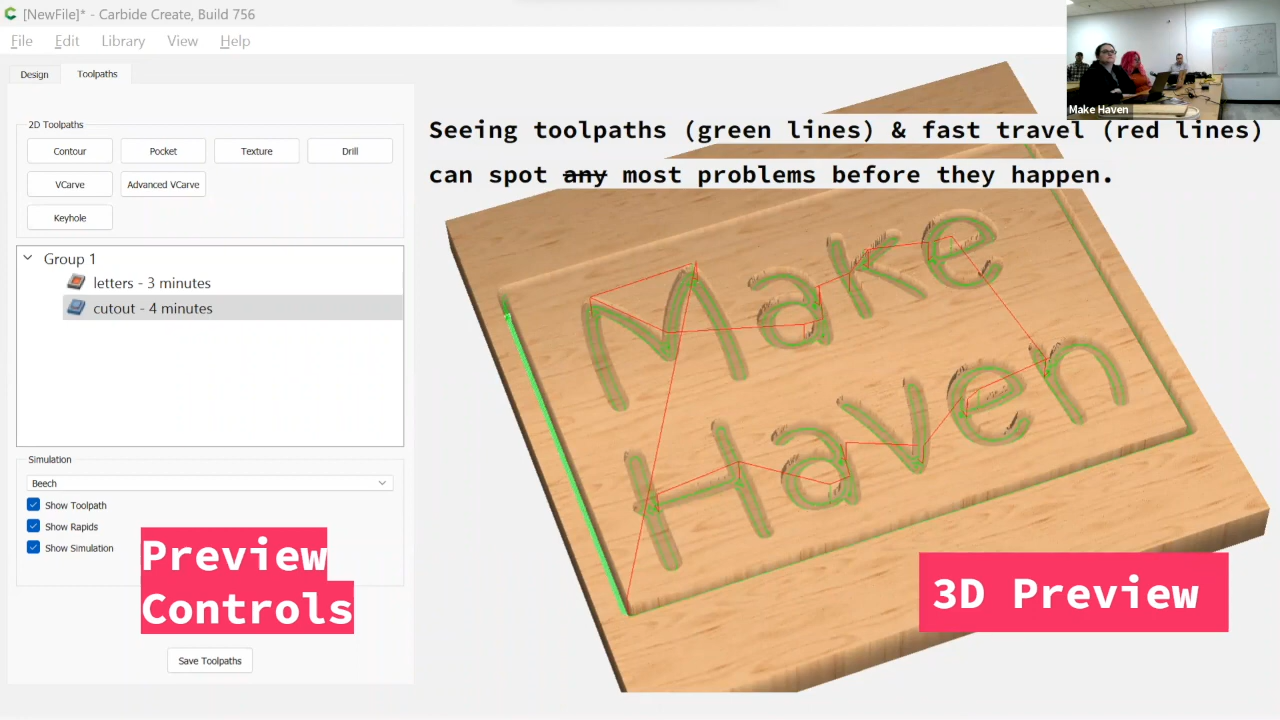 [NewFile]* - Carbide Create, Build 756
File Edit Library View Help
Design Toolpaths
Make Haven
Seeing toolpaths (green lines) & fast travel (red lines)
can spot any most problems before they happen.
2D Toolpaths
Contour Pocket Texture Drill
VCarve Advanced VCarve
Keyhole
Group 1
letters - 3 minutes
cutout - 4 minutes
Make
Haven
Simulation
Beech
Show Toolpath
Show Rapids
Show Simulation
Preview
Controls
3D Preview
Save Toolpaths